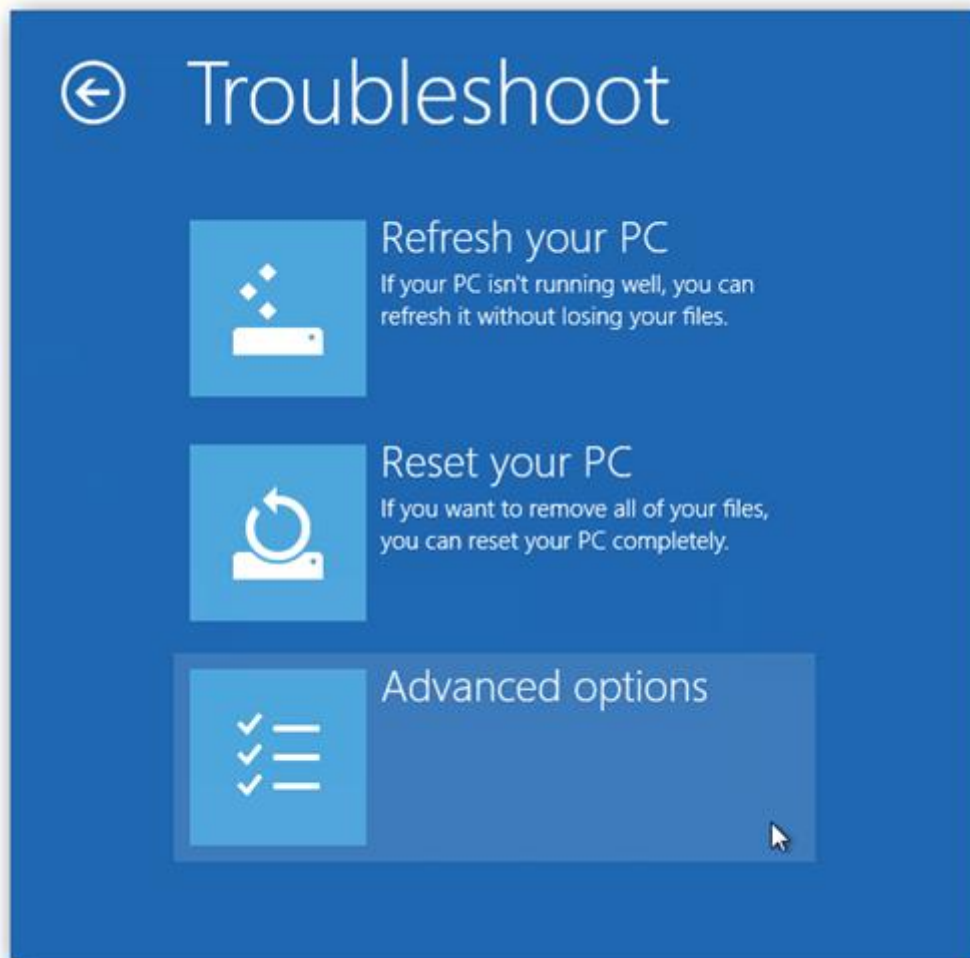 Troubleshoot
Refresh your PC
If your PC isn't running well, you can
refresh it without losing your files.
Reset your PC
If you want to remove all of your files,
you can reset your PC completely.
Advanced options